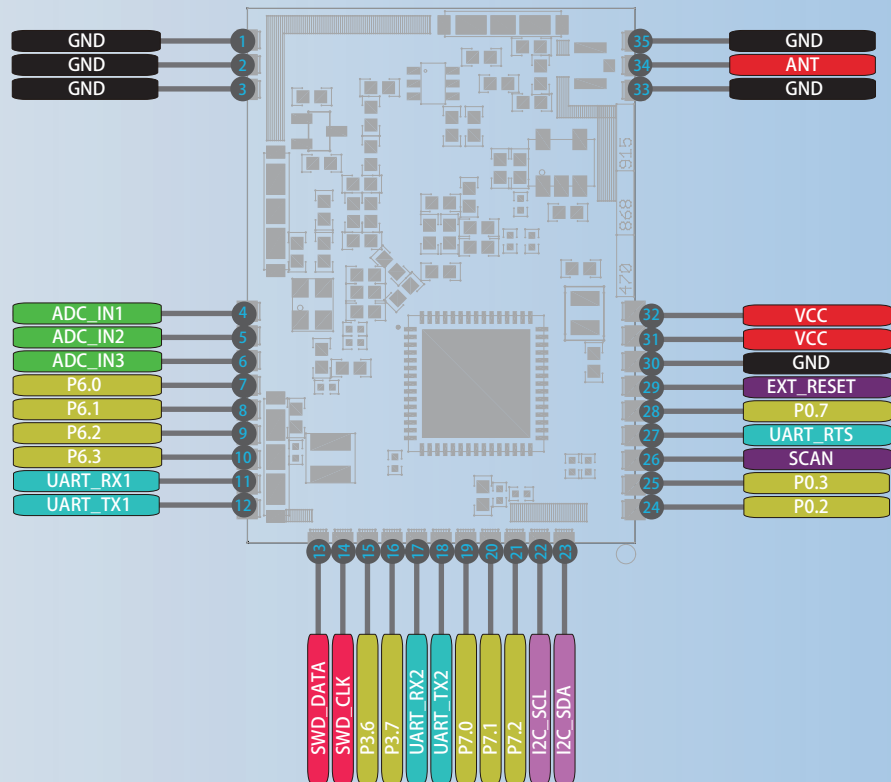 GND 1
GND 2
GND 3
35 GND
34 ANT
33 GND
915
868
470
ADC_IN1 4
ADC_IN2 5
ADC_IN3 6
P6.0 7
P6.1 8
P6.2 9
P6.3 10
UART_RX1 11
UART_TX1 12
32 VCC
31 VCC
30 GND
29 EXT_RESET
28 P0.7
27 UART_RTS
26 SCAN
25 P0.3
24 P0.2
13 SWD_DATA
14 SWD_CLK
15 P3.6
16 P3.7
17 UART_RX2
18 UART_TX2
19 P7.0
20 P7.1
21 P7.2
22 I2C_SCL
23 I2C_SDA